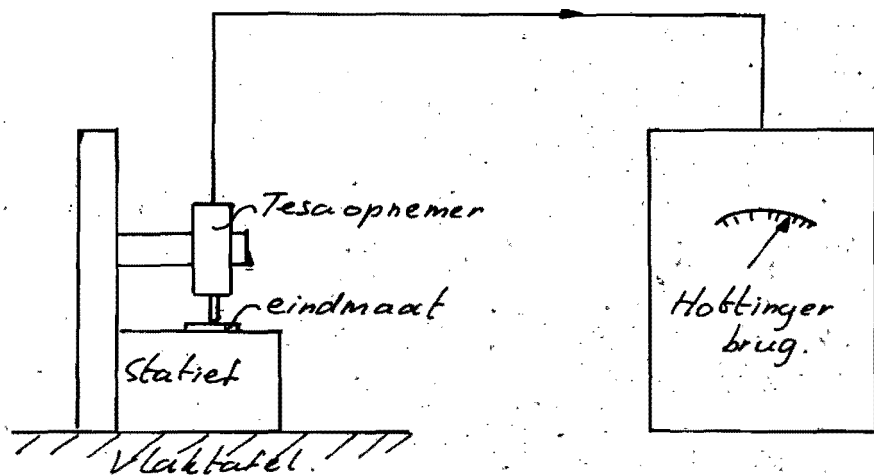 Tesaopnemer
eindmaat
Hottinger
brug.
Statief
Vlaktafel.